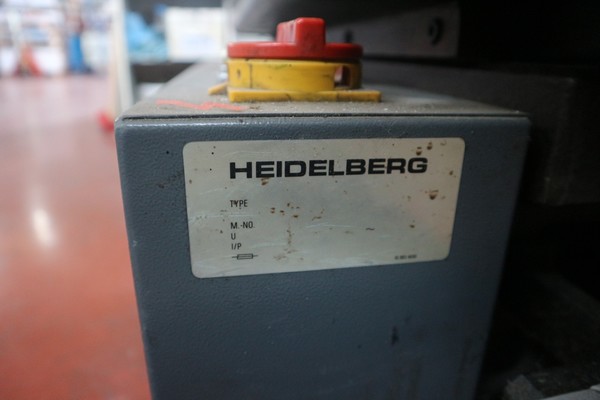 HEIDELBERG
TYPE
M.-NO.
U
I/P